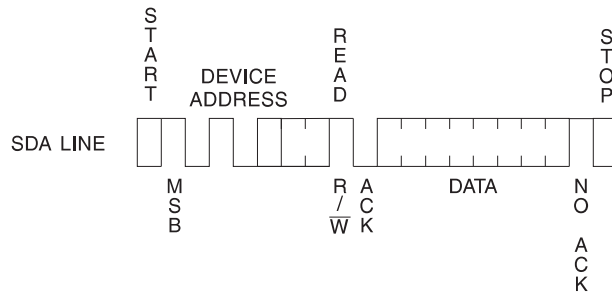 START
DEVICE
ADDRESS
READ
STOP
SDA LINE
MSB
R/W
ACK
DATA
NO ACK